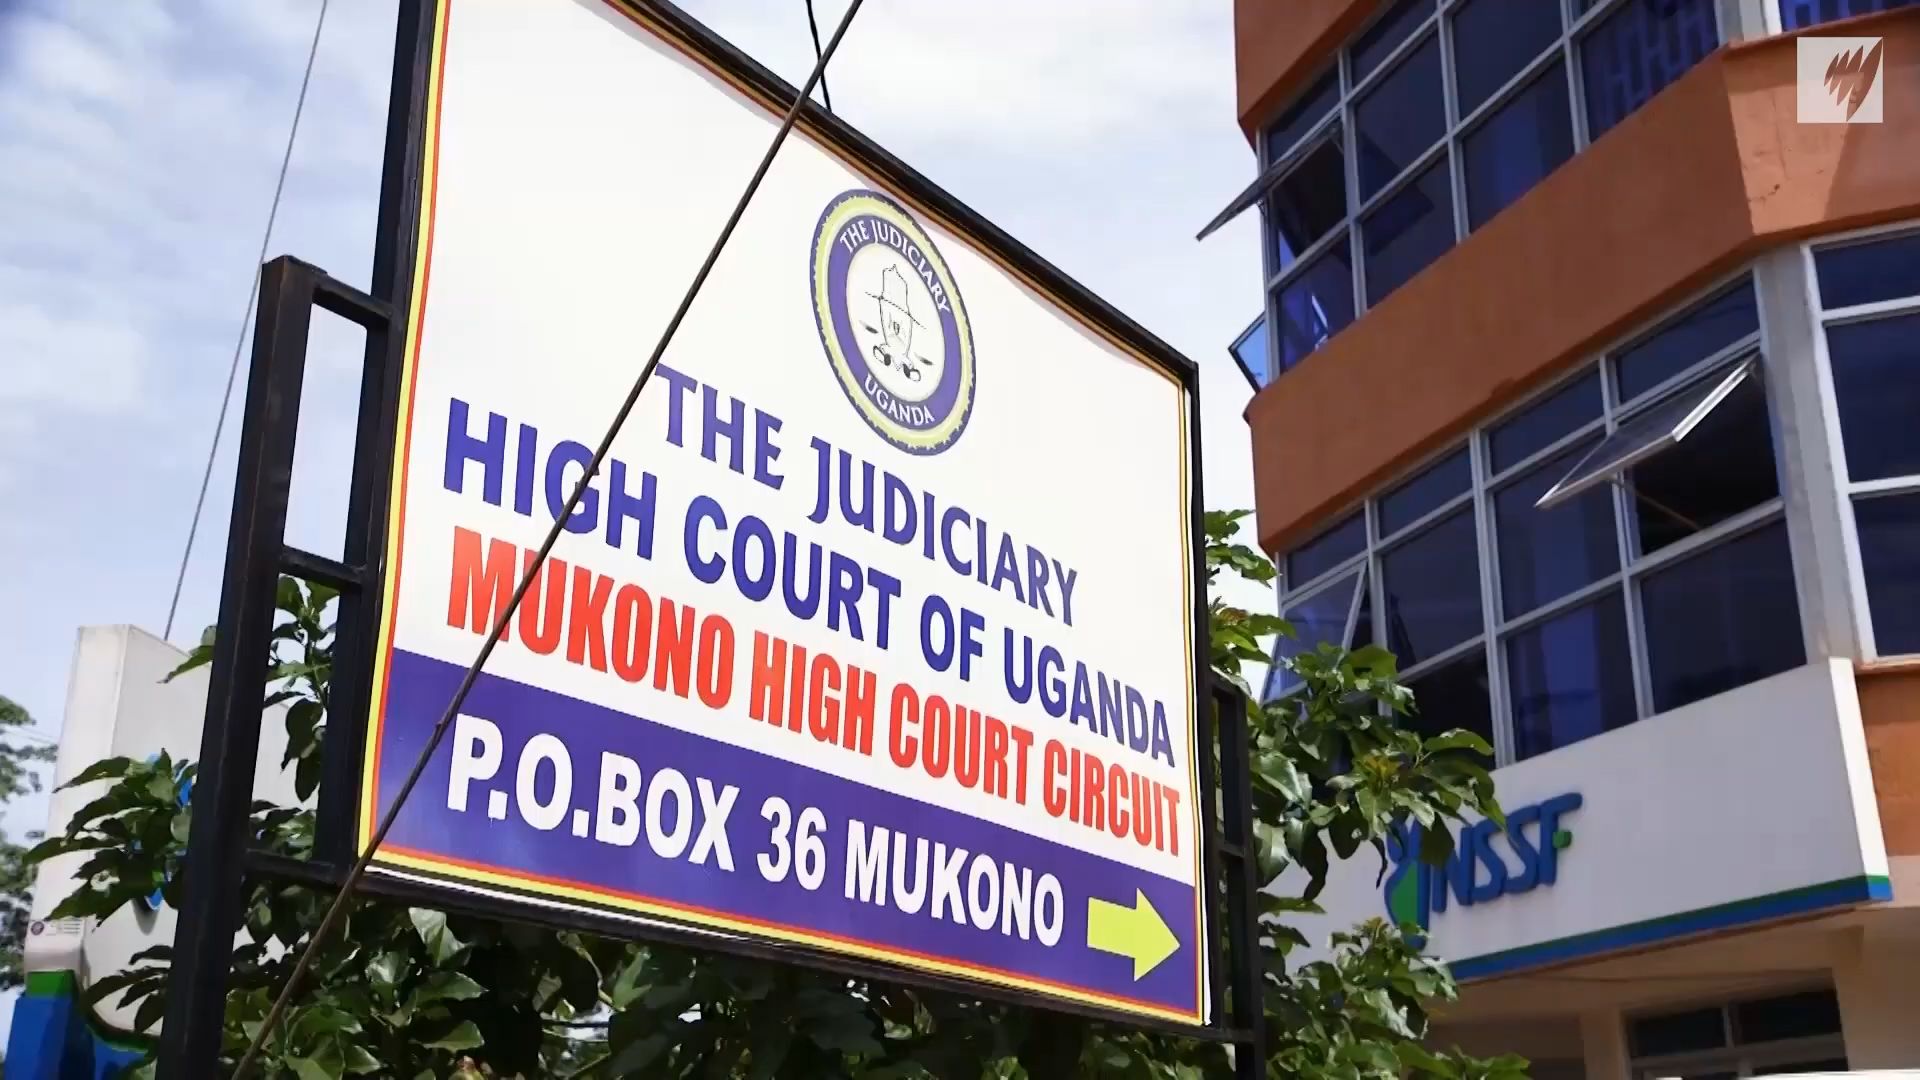 THE JUDICIARY
UGANDA
THE JUDICIARY
HIGH COURT OF UGANDA
MUKONO HIGH COURT CIRCUIT
P.O.BOX 36 MUKONO
NSSF